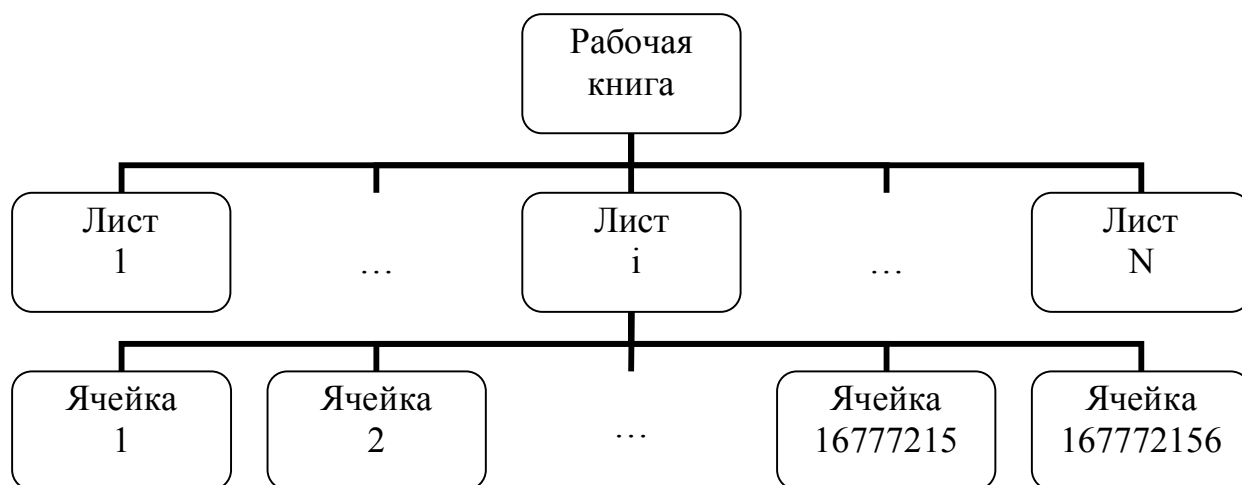 Рабочая
книга
Лист
1
…
Лист
i
…
Лист
N
Ячейка
1
Ячейка
2
…
Ячейка
16777215
Ячейка
167772156